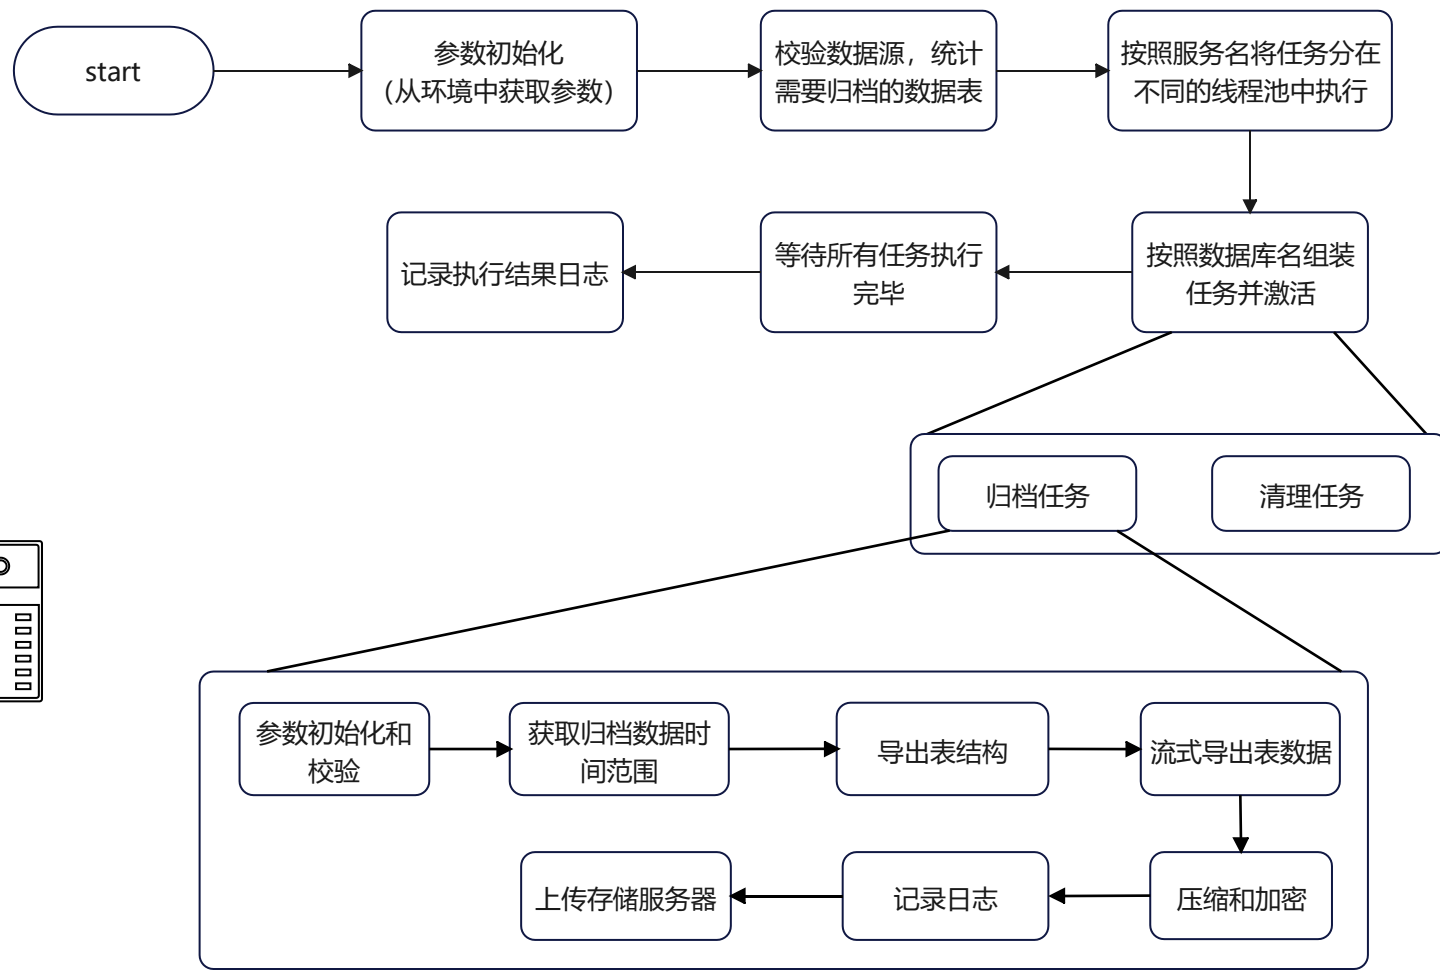 start
参数初始化
（从环境中获取参数）
校验数据源，统计
需要归档的数据表
按照服务名将任务分在
不同的线程池中执行
记录执行结果日志
等待所有任务执行
完毕
按照数据库名组装
任务并激活
归档任务
清理任务
参数初始化和
校验
获取归档数据时
间范围
导出表结构
流式导出表数据
上传存储服务器
记录日志
压缩和加密